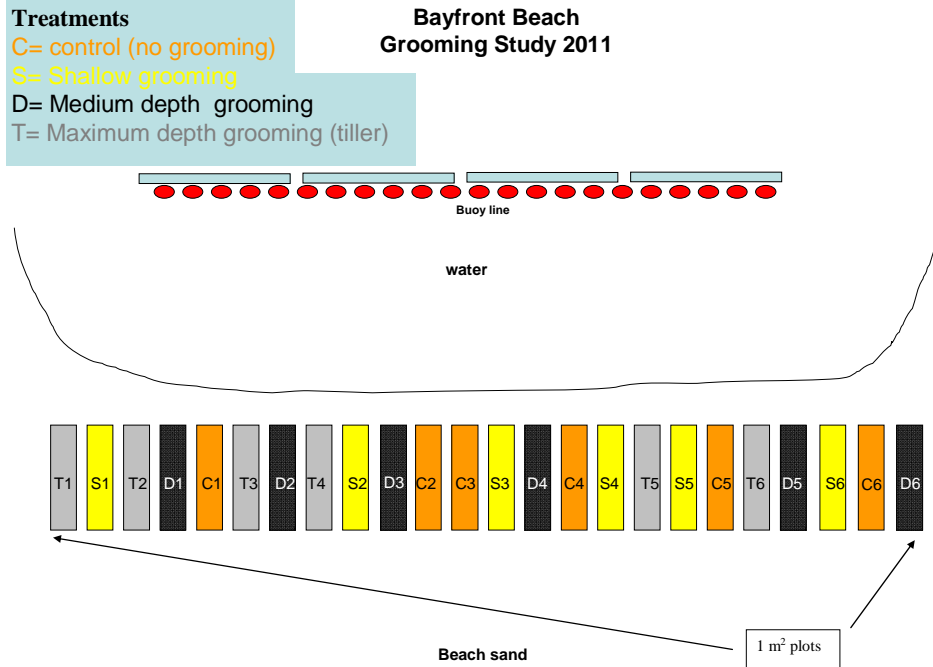 Treatments
C= control (no grooming)
S= Shallow grooming
D= Medium depth  grooming
T= Maximum depth grooming (tiller)
Bayfront Beach
Grooming Study 2011
Buoy line
water
T1 S1 T2 D1 C1 T3 D2 T4 S2 D3 C2 C3 S3 D4 C4 S4 T5 S5 C5 T6 D5 S6 C6 D6
1 m² plots
Beach sand